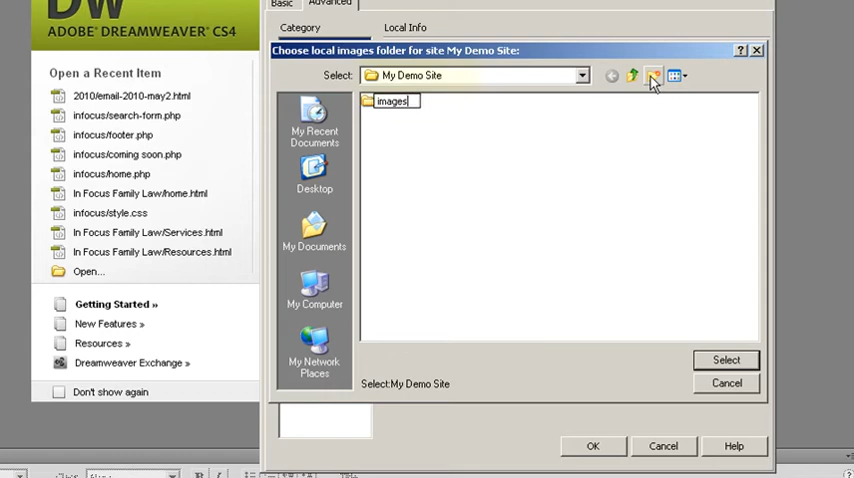 DW
ADOBE® DREAMWEAVER® CS4
Open a Recent Item
2010/email-2010-may2.html
infocus/search-form.php
infocus/footer.php
infocus/coming soon.php
infocus/home.php
In Focus Family Law/home.html
infocus/style.css
In Focus Family Law/Services.html
In Focus Family Law/Resources.html
Open...
Getting Started »
New Features »
Resources »
Dreamweaver Exchange »
Don't show again
Basic
Advanced
Category
Local Info
Choose local images folder for site My Demo Site:
Select:
My Demo Site
images
My Recent
Documents
Desktop
My Documents
My Computer
My Network
Places
Select
Select:My Demo Site
Cancel
OK
Cancel
Help
B I